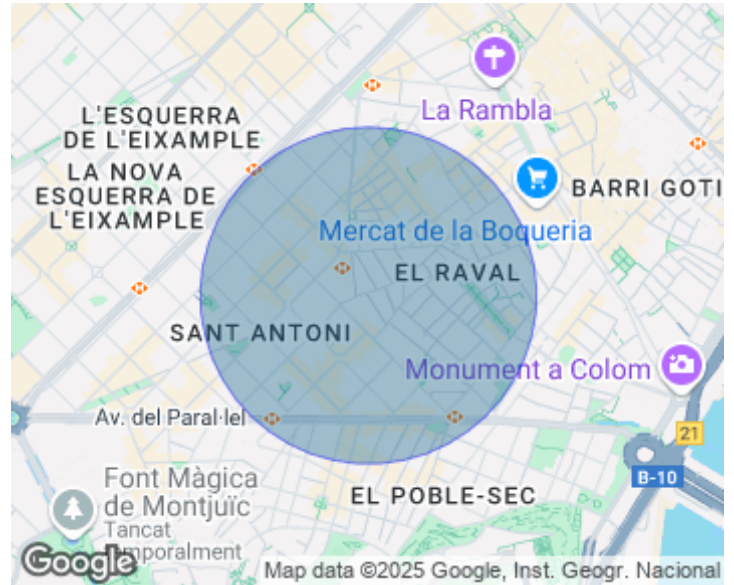 La Rambla
L'ESQUERRA
DE L'EIXAMPLE
LA NOVA
ESQUERRA DE
L'EIXAMPLE
BARRI GOTI
Mercat de la Boqueria
EL RAVAL
SANT ANTONI
Monument a Colom
Av. del Paral·lel
21
B-10
Font Màgica
de Montjuïc
Tancat
temporalment
EL POBLE-SEC
Google
Map data ©2025 Google, Inst. Geogr. Nacional